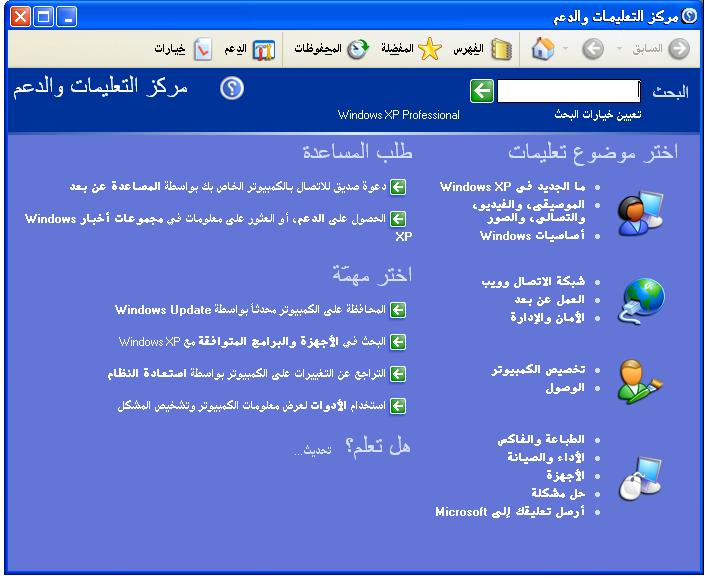 مركز التعليمات والدعم
السابق
الفهرس
المفضلة
المحفوظات
الدعم
خيارات
البحث
تعيين خيارات البحث
Windows XP Professional
مركز التعليمات والدعم
اختر موضوع تعليمات
ما الجديد في Windows XP
الموسيقى، والفيديو،
والتسالي، والصور
أساسيات Windows
شبكة الاتصال وويب
العمل عن بعد
الأمان والإدارة
تخصيص الكمبيوتر
الوصول
الطباعة والفاكس
الأداء والصيانة
الأجهزة
حل مشكلة
أرسل تعليقك إلى Microsoft
طلب المساعدة
دعوة صديق للاتصال بالكمبيوتر الخاص بك بواسطة المساعدة عن بعد
الحصول على الدعم، أو العثور على معلومات في مجموعات أخبار Windows
XP
اختر مهمّة
المحافظة على الكمبيوتر محدثاً بواسطة Windows Update
البحث في الأجهزة والبرامج المتوافقة مع Windows XP
التراجع عن التغييرات على الكمبيوتر بواسطة استعادة النظام
استخدام الأدوات لعرض معلومات الكمبيوتر وتشخيص المشكل
هل تعلم؟ تحديث...